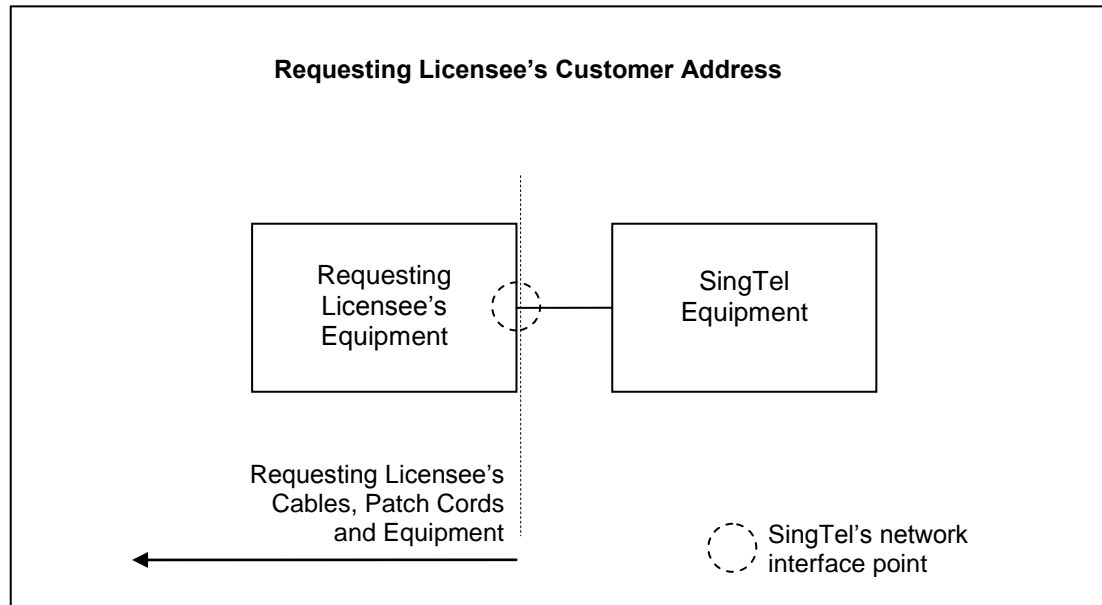 Requesting Licensee’s Customer Address
Requesting
Licensee’s
Equipment
SingTel
Equipment
Requesting Licensee’s
Cables, Patch Cords
and Equipment
SingTel’s network
interface point